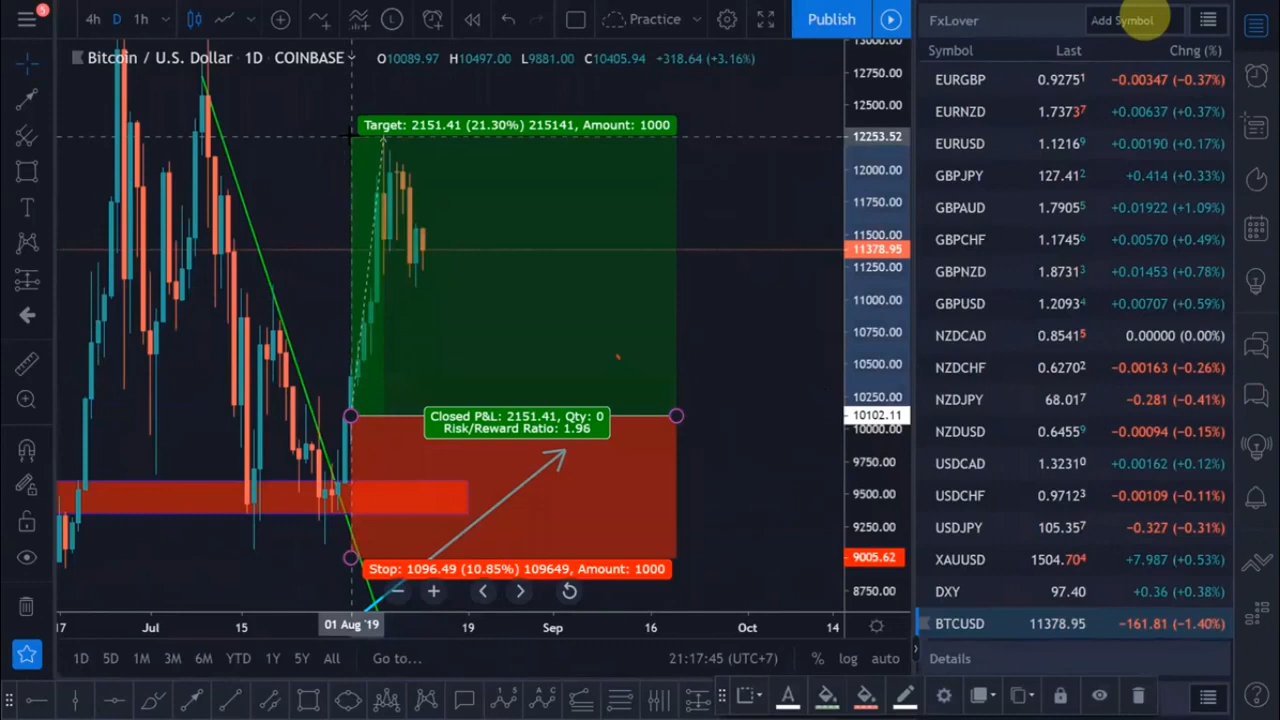 5
4h D 1h
Practice
Publish
Bitcoin / U.S. Dollar 1D COINBASE O10089.97 H10497.00 L9881.00 C10405.94 +318.64 (+3.16%)
Target: 2151.41 (21.30%) 215141, Amount: 1000
Closed P&L: 2151.41, Qty: 0
Risk/Reward Ratio: 1.96
Stop: 1096.49 (10.85%) 109649, Amount: 1000
13000.00
12750.00
12500.00
12253.52
12000.00
11750.00
11500.00
11378.95
11250.00
11000.00
10750.00
10500.00
10250.00
10102.11
10000.00
9750.00
9500.00
9250.00
9005.62
8750.00
17 Jul 15 01 Aug '19 19 Sep 16 Oct 14
1D 5D 1M 3M 6M YTD 1Y 5Y All Go to... 21:17:45 (UTC+7) % log auto
FxLover Add Symbol
Symbol Last Chng (%)
EURGBP 0.92751 −0.00347 (−0.37%)
EURNZD 1.73737 +0.00637 (+0.37%)
EURUSD 1.12169 +0.00190 (+0.17%)
GBPJPY 127.412 +0.414 (+0.33%)
GBPAUD 1.79055 +0.01922 (+1.09%)
GBPCHF 1.17456 +0.00570 (+0.49%)
GBPNZD 1.87313 +0.01453 (+0.78%)
GBPUSD 1.20934 +0.00707 (+0.59%)
NZDCAD 0.85415 0.00000 (0.00%)
NZDCHF 0.62702 −0.00163 (−0.26%)
NZDJPY 68.017 −0.281 (−0.41%)
NZDUSD 0.64559 −0.00094 (−0.15%)
USDCAD 1.32310 +0.00162 (+0.12%)
USDCHF 0.97123 −0.00109 (−0.11%)
USDJPY 105.357 −0.327 (−0.31%)
XAUUSD 1504.704 +7.987 (+0.53%)
DXY 97.40 +0.36 (+0.38%)
BTCUSD 11378.95 −161.81 (−1.40%)
Details